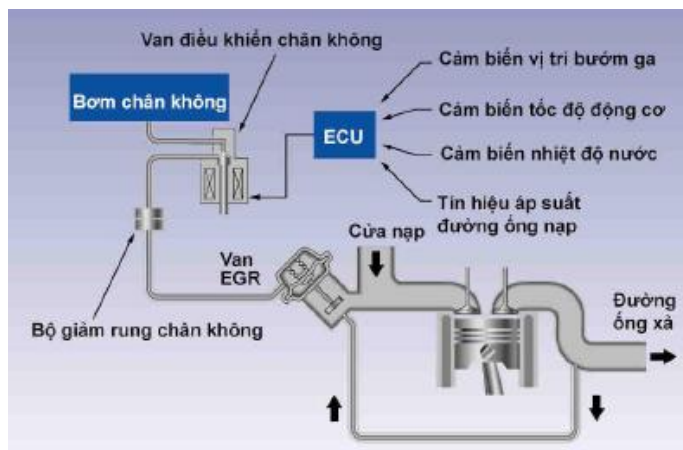 Van điều khiển chân không
Bơm chân không
ECU
Cảm biến vị trí bướm ga
Cảm biến tốc độ động cơ
Cảm biến nhiệt độ nước
Tín hiệu áp suất
đường ống nạp
Cửa nạp
Van
EGR
Bộ giảm rung chân không
Đường
ống xả